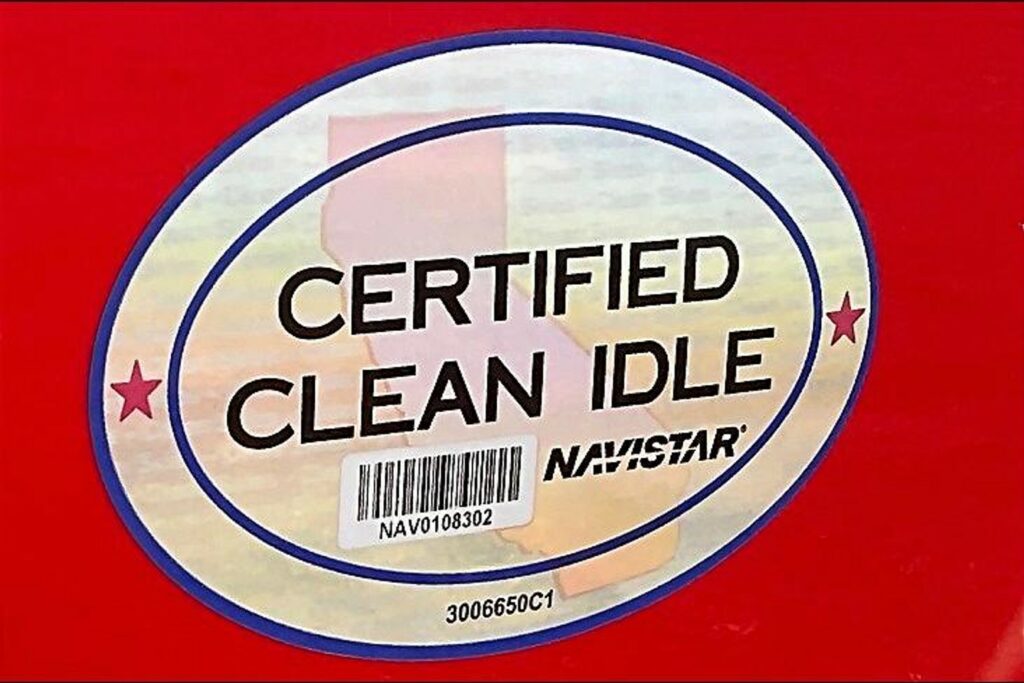 CERTIFIED
CLEAN IDLE
NAVISTAR®
NAV0108302
3006650C1